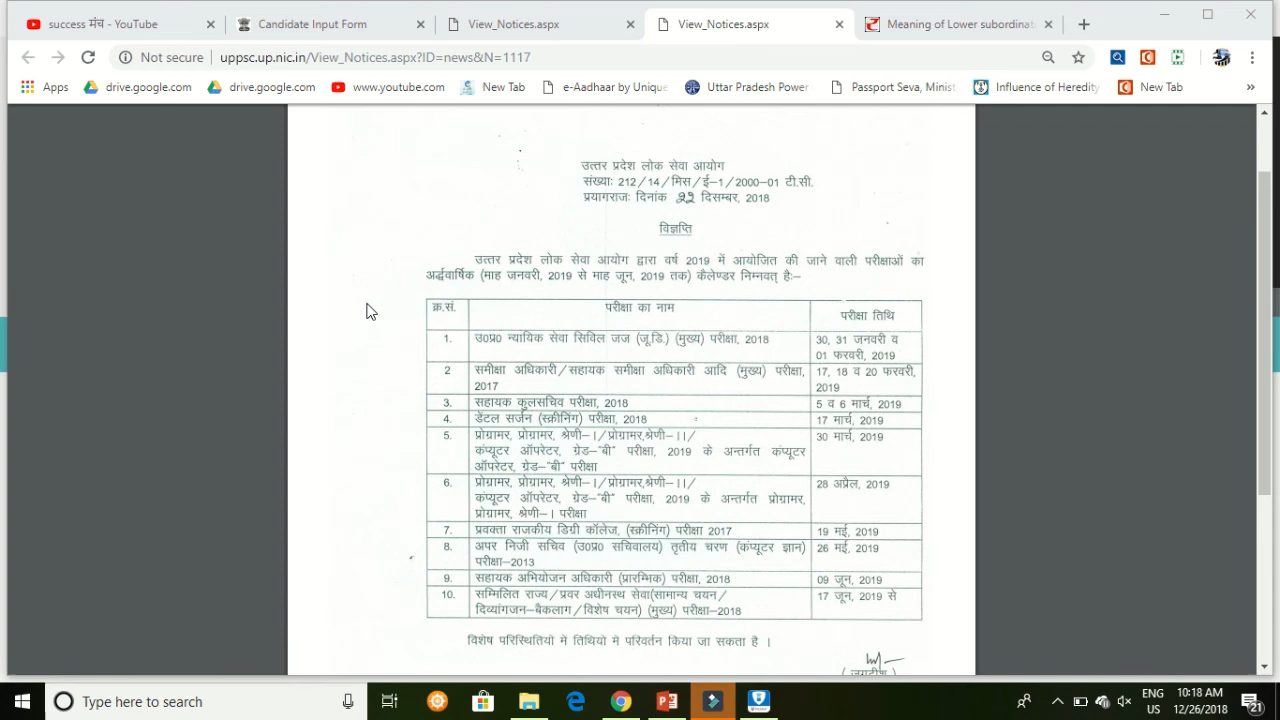 success मंच - YouTube
Candidate Input Form
View_Notices.aspx
View_Notices.aspx
Meaning of Lower subordinat
Not secure
uppsc.up.nic.in/View_Notices.aspx?ID=news&N=1117
Apps
drive.google.com
drive.google.com
www.youtube.com
New Tab
e-Aadhaar by Unique
Uttar Pradesh Power
Passport Seva, Minist
Influence of Heredity
New Tab
»
उत्तर प्रदेश लोक सेवा आयोग
संख्याः 212/14/मिस/ई–1/2000–01 टी.सी.
प्रयागराजः दिनांक २२ दिसम्बर, 2018
विज्ञप्ति
उत्तर प्रदेश लोक सेवा आयोग द्वारा वर्ष 2019 में आयोजित की जाने वाली परीक्षाओं का
अर्द्धवार्षिक (माह जनवरी, 2019 से माह जून, 2019 तक) कैलेण्डर निम्नवत् हैः–
क्र.सं. परीक्षा का नाम परीक्षा तिथि
1. उ0प्र0 न्यायिक सेवा सिविल जज (जू.डि.) (मुख्य) परीक्षा, 2018 30, 31 जनवरी व
01 फरवरी, 2019
2 समीक्षा अधिकारी/सहायक समीक्षा अधिकारी आदि (मुख्य) परीक्षा, 17, 18 व 20 फरवरी,
2017 2019
3. सहायक कुलसचिव परीक्षा, 2018 5 व 6 मार्च, 2019
4. डेंटल सर्जन (स्क्रीनिंग) परीक्षा, 2018 17 मार्च, 2019
5. प्रोग्रामर, प्रोग्रामर, श्रेणी–।/प्रोग्रामर,श्रेणी–।।/ 30 मार्च, 2019
कंप्यूटर ऑपरेटर, ग्रेड–"बी" परीक्षा, 2019 के अन्तर्गत कंप्यूटर
ऑपरेटर, ग्रेड–"बी" परीक्षा
6. प्रोग्रामर, प्रोग्रामर, श्रेणी–।/प्रोग्रामर,श्रेणी–।।/ 28 अप्रैल, 2019
कंप्यूटर ऑपरेटर, ग्रेड–"बी" परीक्षा, 2019 के अन्तर्गत प्रोग्रामर,
प्रोग्रामर, श्रेणी–। परीक्षा
7. प्रवक्ता राजकीय डिग्री कॉलेज, (स्क्रीनिंग) परीक्षा 2017 19 मई, 2019
8. अपर निजी सचिव (उ0प्र0 सचिवालय) तृतीय चरण (कंप्यूटर ज्ञान) 26 मई, 2019
परीक्षा–2013
9. सहायक अभियोजन अधिकारी (प्रारम्भिक) परीक्षा, 2018 09 जून, 2019
10. सम्मिलित राज्य/प्रवर अधीनस्थ सेवा(सामान्य चयन/ 17 जून, 2019 से
दिव्यांगजन–बैकलाग/विशेष चयन) (मुख्य) परीक्षा–2018
विशेष परिस्थितियों में तिथियों में परिवर्तन किया जा सकता है ।
Type here to search
ENG
US
10:18 AM
12/26/2018
21